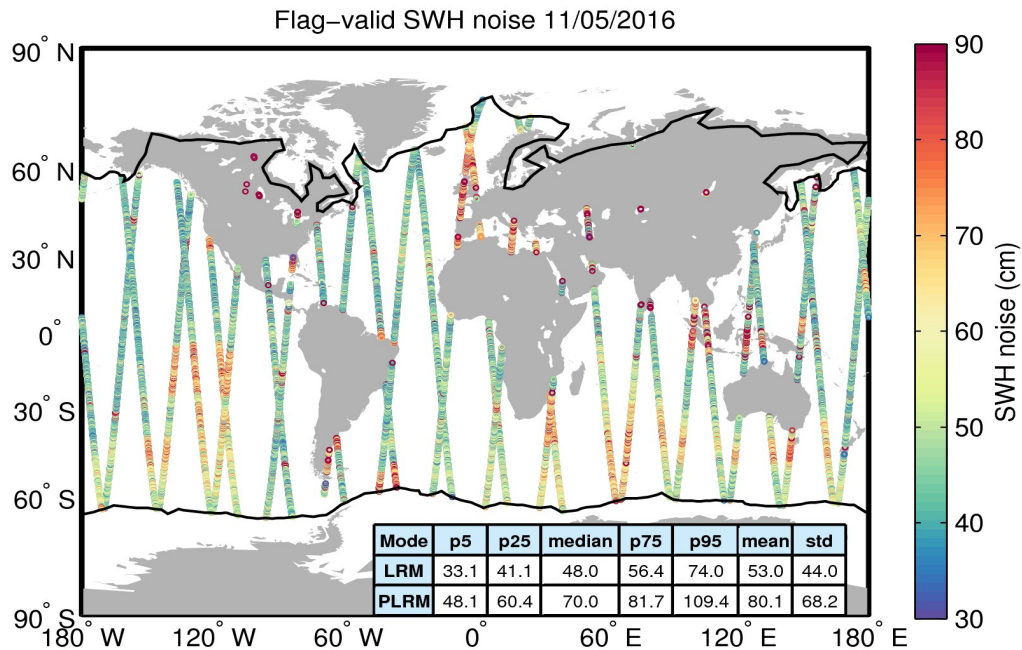 Flag−valid SWH noise 11/05/2016
90° N
60° N
30° N
0°
30° S
60° S
90° S
180° W
120° W
60° W
0°
60° E
120° E
180° E
Mode p5 p25 median p75 p95 mean std
LRM 33.1 41.1 48.0 56.4 74.0 53.0 44.0
PLRM 48.1 60.4 70.0 81.7 109.4 80.1 68.2
90
80
70
60
50
40
30
SWH noise (cm)